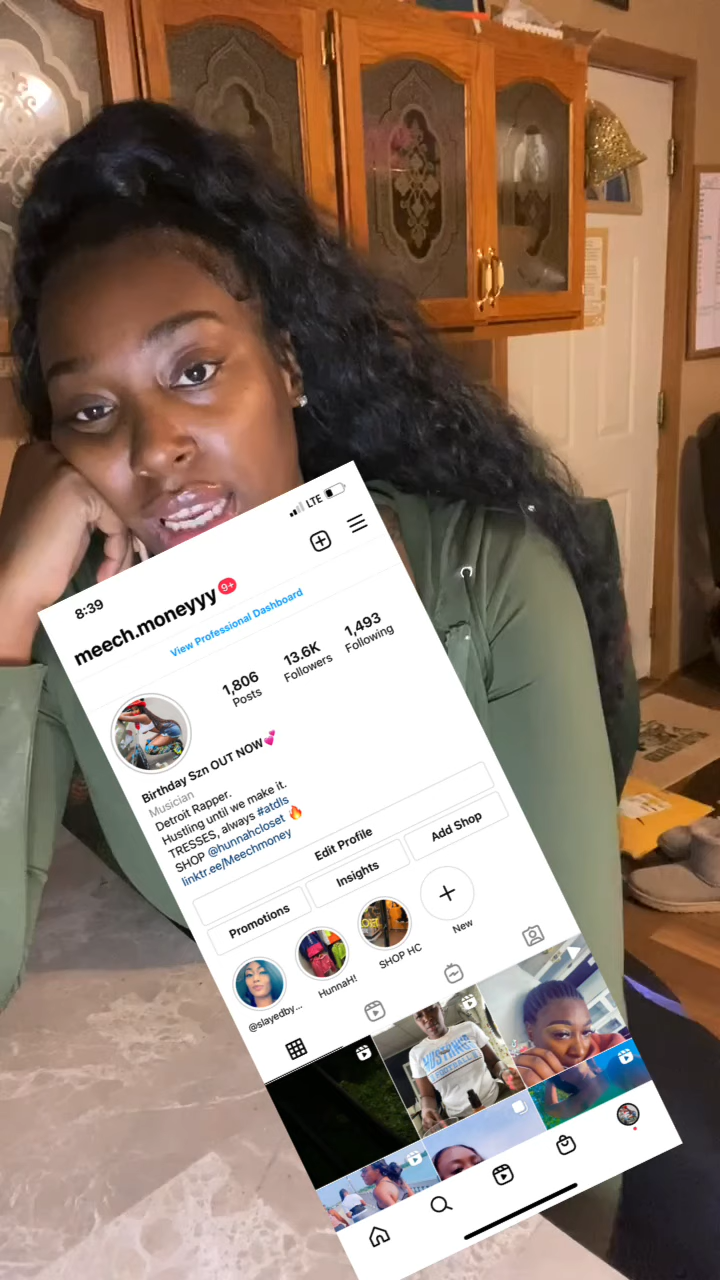 8:39
LTE
meech.moneyyy 9+
View Professional Dashboard
1,806 13.6K 1,493
Posts Followers Following
Birthday Szn OUT NOW💕
Musician
Detroit Rapper.
Hustling until we make it.
TRESSES, always #atdls
SHOP @hunnahcloset 🔥
linktr.ee/Meechmoney
Edit Profile
Promotions Insights Add Shop
@slayedby... HunnaH! SHOP HC New
MUSTANGS
FOOTBALL